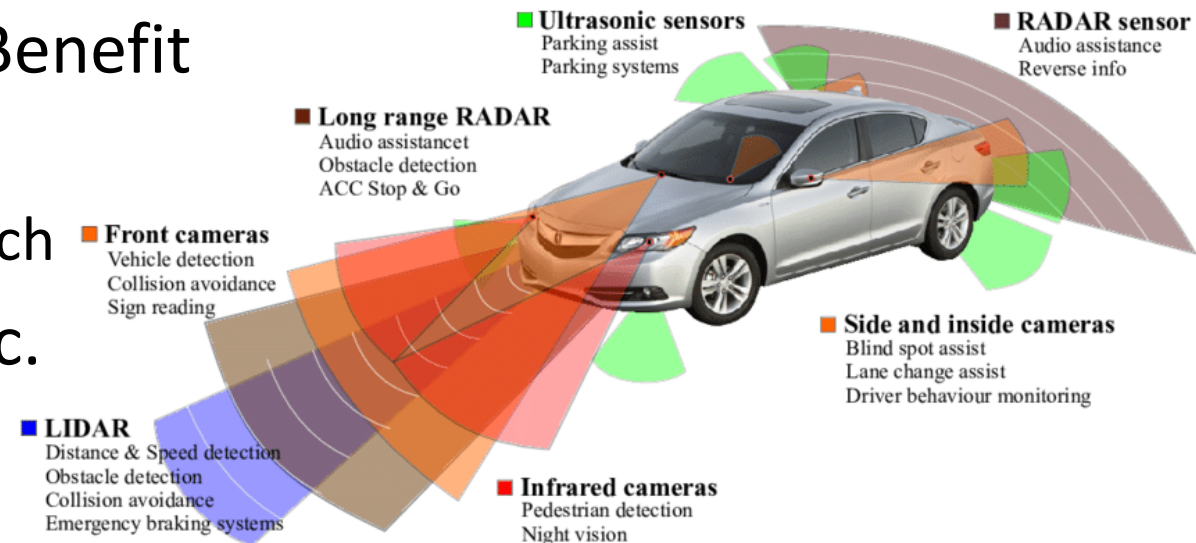 Benefit
ch
c.
Ultrasonic sensors
Parking assist
Parking systems
RADAR sensor
Audio assistance
Reverse info
Long range RADAR
Audio assistancet
Obstacle detection
ACC Stop & Go
Front cameras
Vehicle detection
Collision avoidance
Sign reading
Side and inside cameras
Blind spot assist
Lane change assist
Driver behaviour monitoring
LIDAR
Distance & Speed detection
Obstacle detection
Collision avoidance
Emergency braking systems
Infrared cameras
Pedestrian detection
Night vision